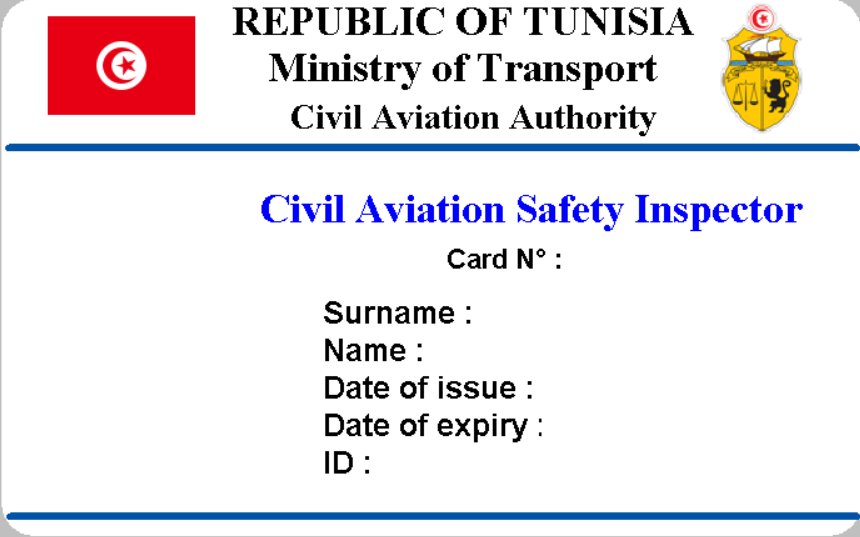 REPUBLIC OF TUNISIA
Ministry of Transport
Civil Aviation Authority
Civil Aviation Safety Inspector
Card N° :
Surname :
Name :
Date of issue :
Date of expiry :
ID :